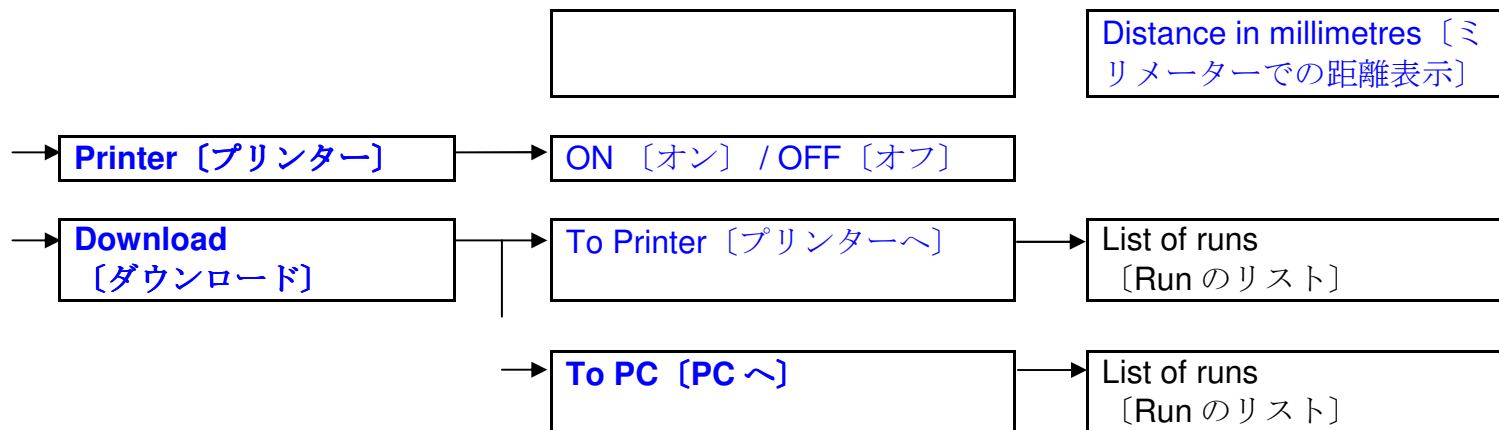 Distance in millimetres〔ミ
リメーターでの距離表示〕
Printer〔プリンター〕
ON 〔オン〕 / OFF〔オフ〕
Download
〔ダウンロード〕
To Printer〔プリンターへ〕
List of runs
〔Run のリスト〕
To PC〔PC へ〕
List of runs
〔Run のリスト〕